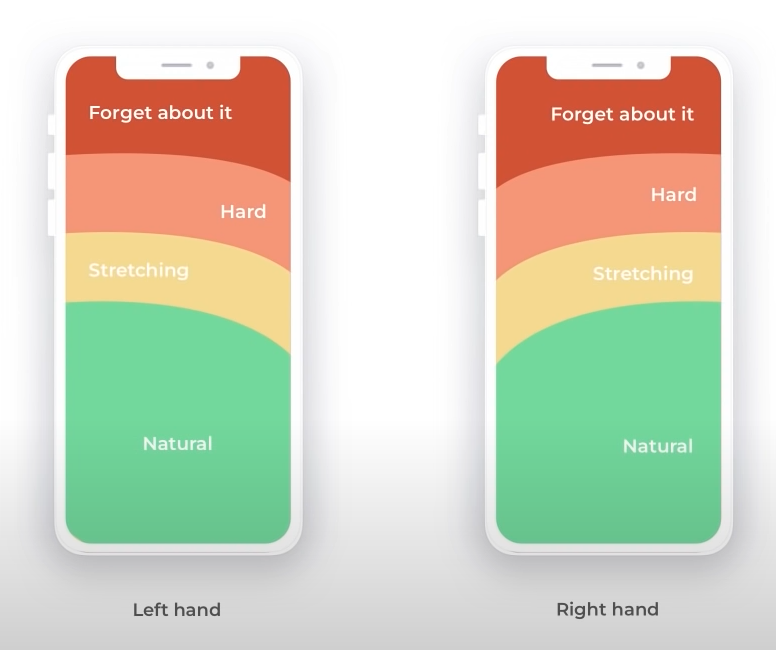 Forget about it
Hard
Stretching
Natural
Left hand
Forget about it
Hard
Stretching
Natural
Right hand